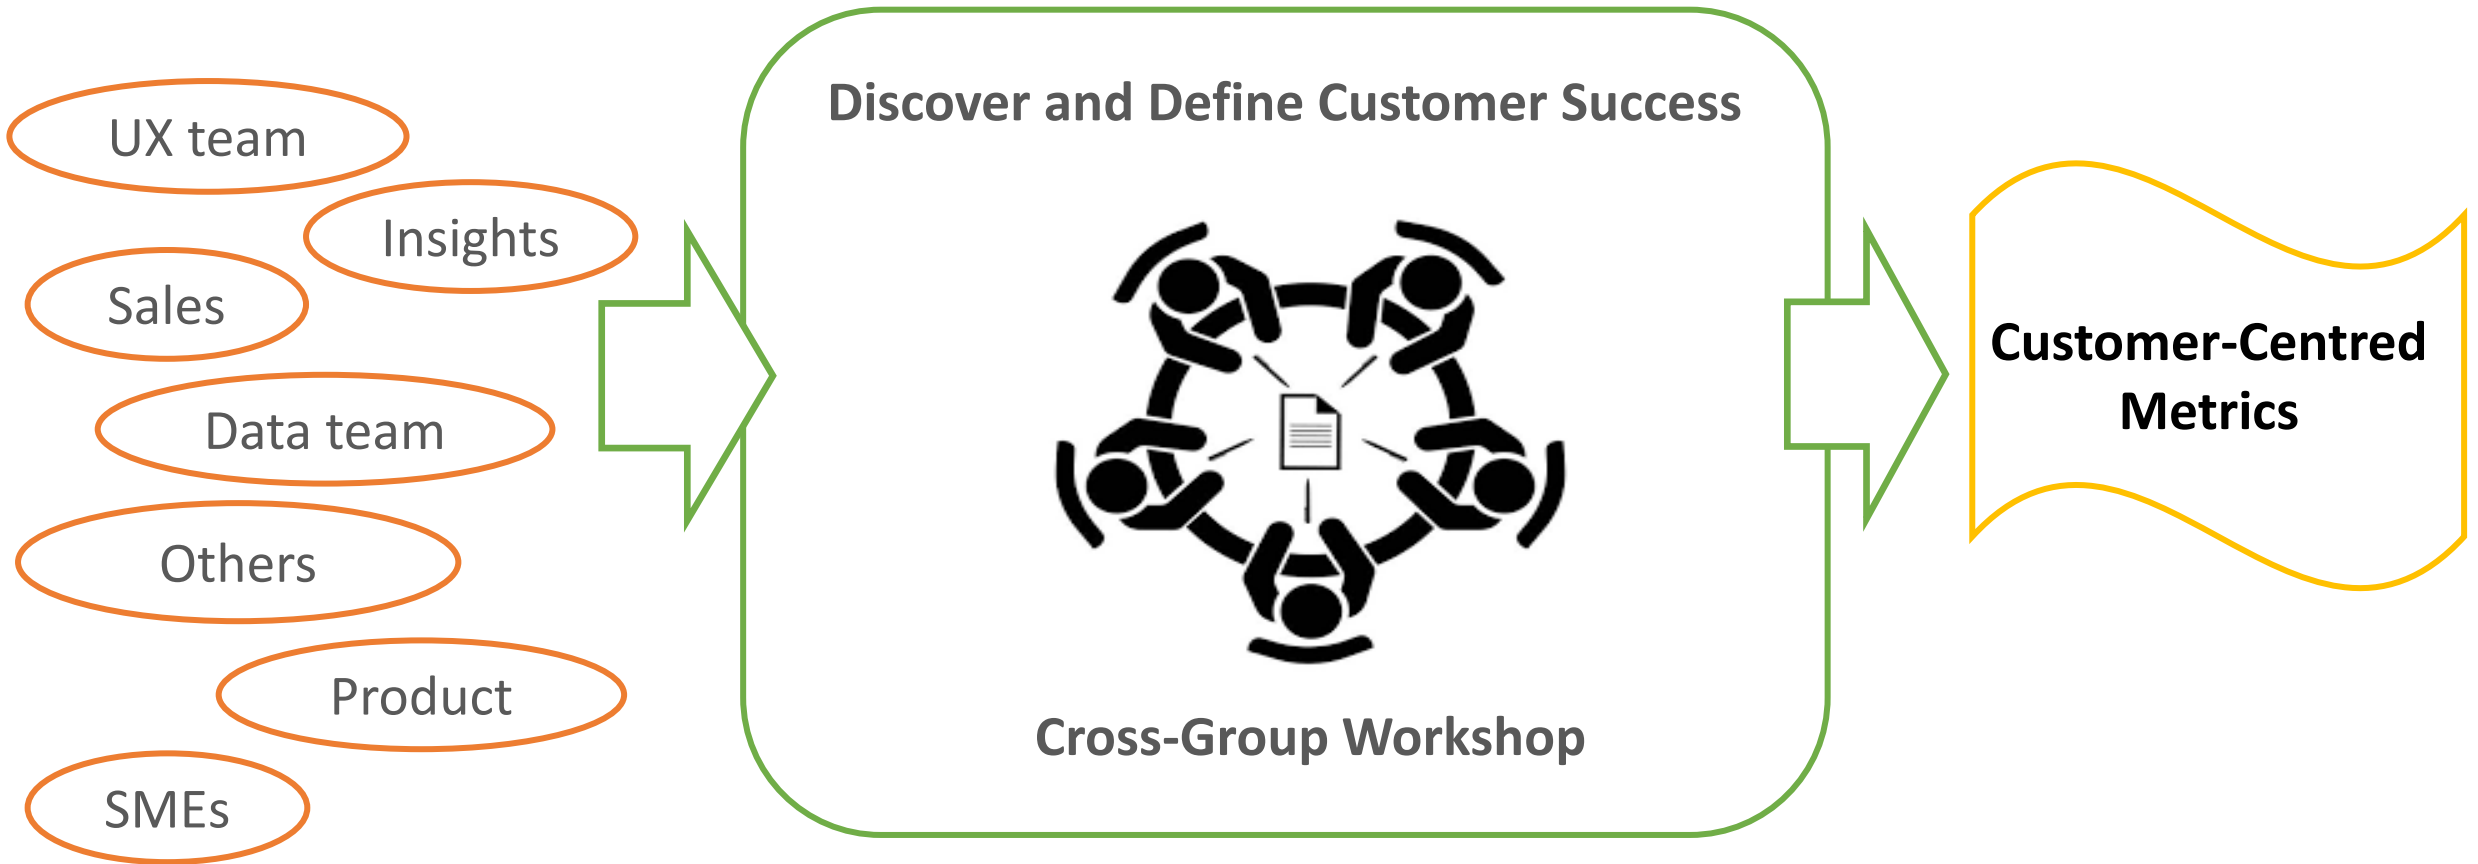 UX team
Insights
Sales
Data team
Others
Product
SMEs
Discover and Define Customer Success
Cross-Group Workshop
Customer-Centred
Metrics